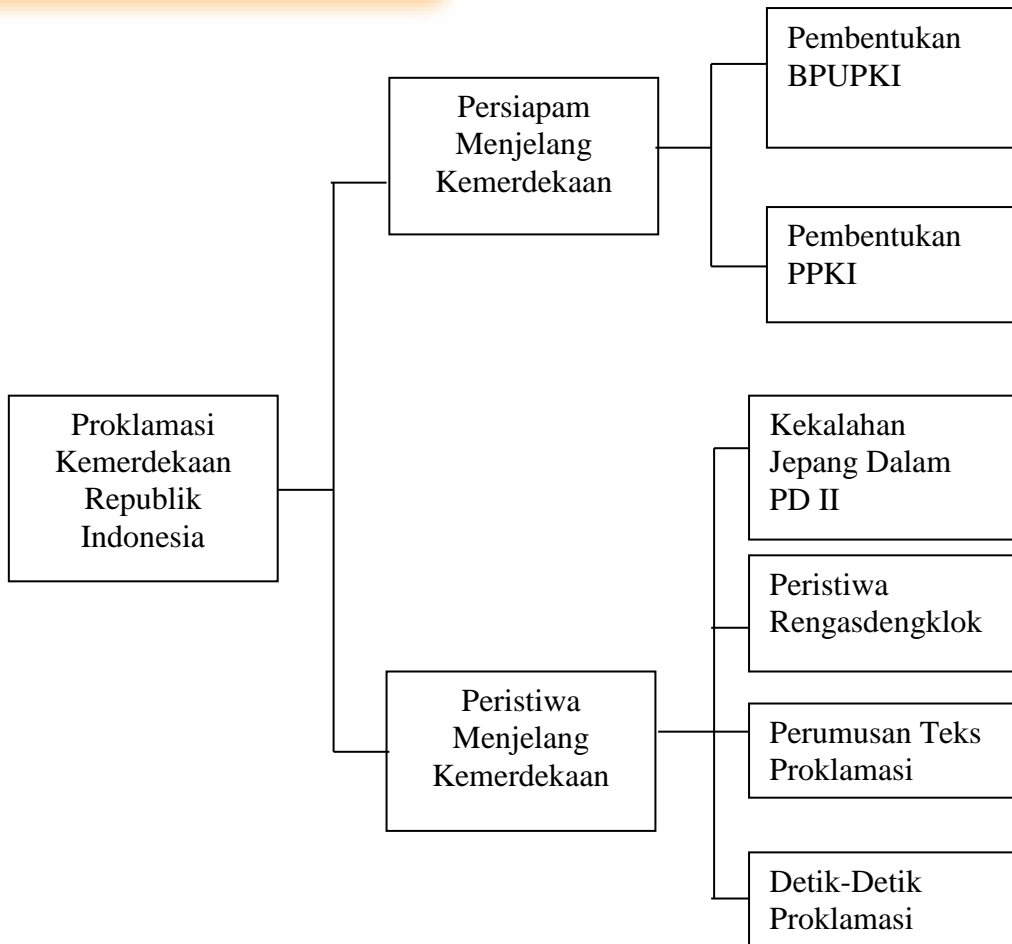 Proklamasi
Kemerdekaan
Republik
Indonesia
Persiapam
Menjelang
Kemerdekaan
Pembentukan
BPUPKI
Pembentukan
PPKI
Peristiwa
Menjelang
Kemerdekaan
Kekalahan
Jepang Dalam
PD II
Peristiwa
Rengasdengklok
Perumusan Teks
Proklamasi
Detik-Detik
Proklamasi